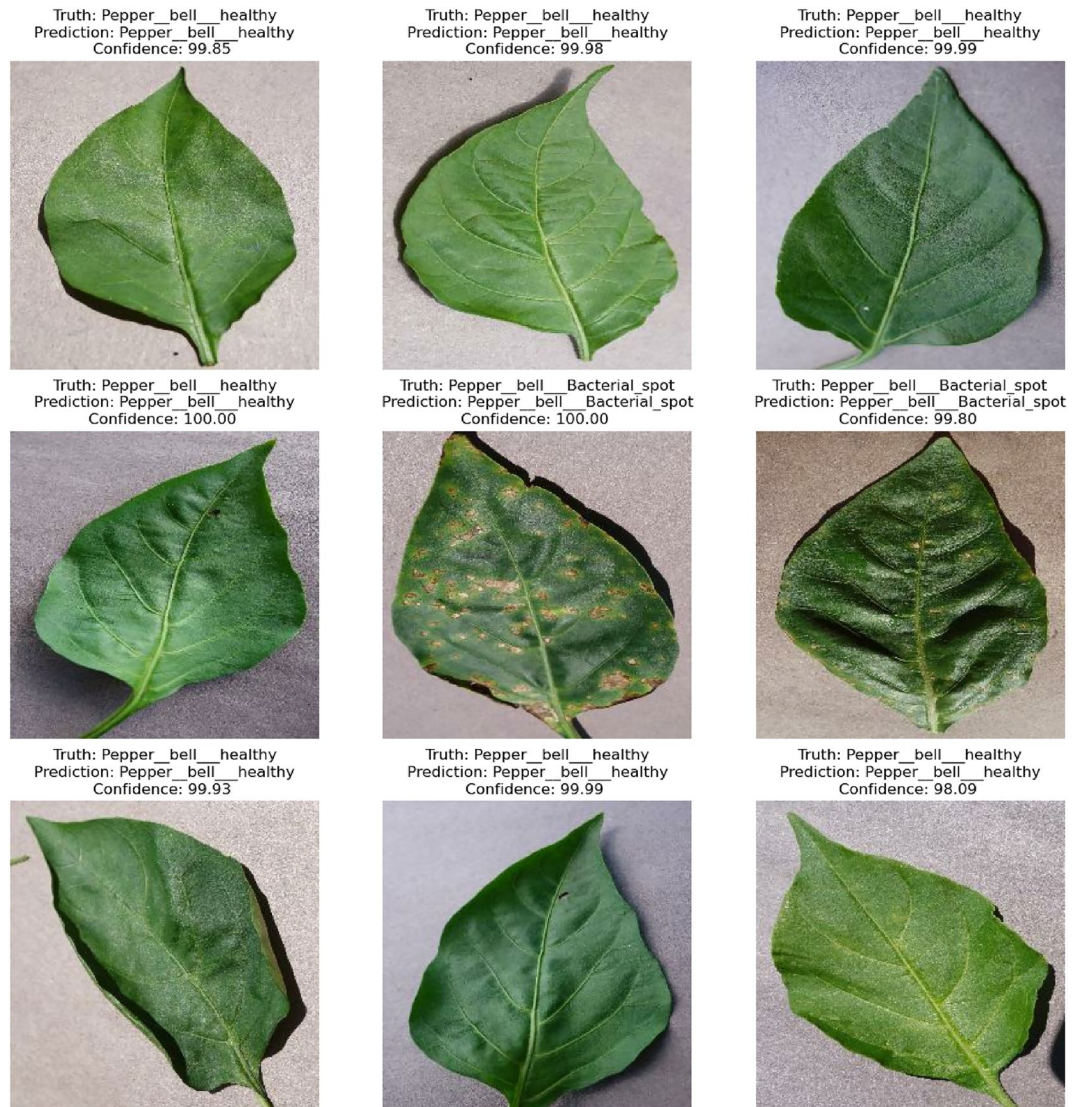 Truth: Pepper__bell___healthy
Prediction: Pepper__bell___healthy
Confidence: 99.85
Truth: Pepper__bell___healthy
Prediction: Pepper__bell___healthy
Confidence: 99.98
Truth: Pepper__bell___healthy
Prediction: Pepper__bell___healthy
Confidence: 99.99
Truth: Pepper__bell___healthy
Prediction: Pepper__bell___healthy
Confidence: 100.00
Truth: Pepper__bell___Bacterial_spot
Prediction: Pepper__bell___Bacterial_spot
Confidence: 100.00
Truth: Pepper__bell___Bacterial_spot
Prediction: Pepper__bell___Bacterial_spot
Confidence: 99.80
Truth: Pepper__bell___healthy
Prediction: Pepper__bell___healthy
Confidence: 99.93
Truth: Pepper__bell___healthy
Prediction: Pepper__bell___healthy
Confidence: 99.99
Truth: Pepper__bell___healthy
Prediction: Pepper__bell___healthy
Confidence: 98.09